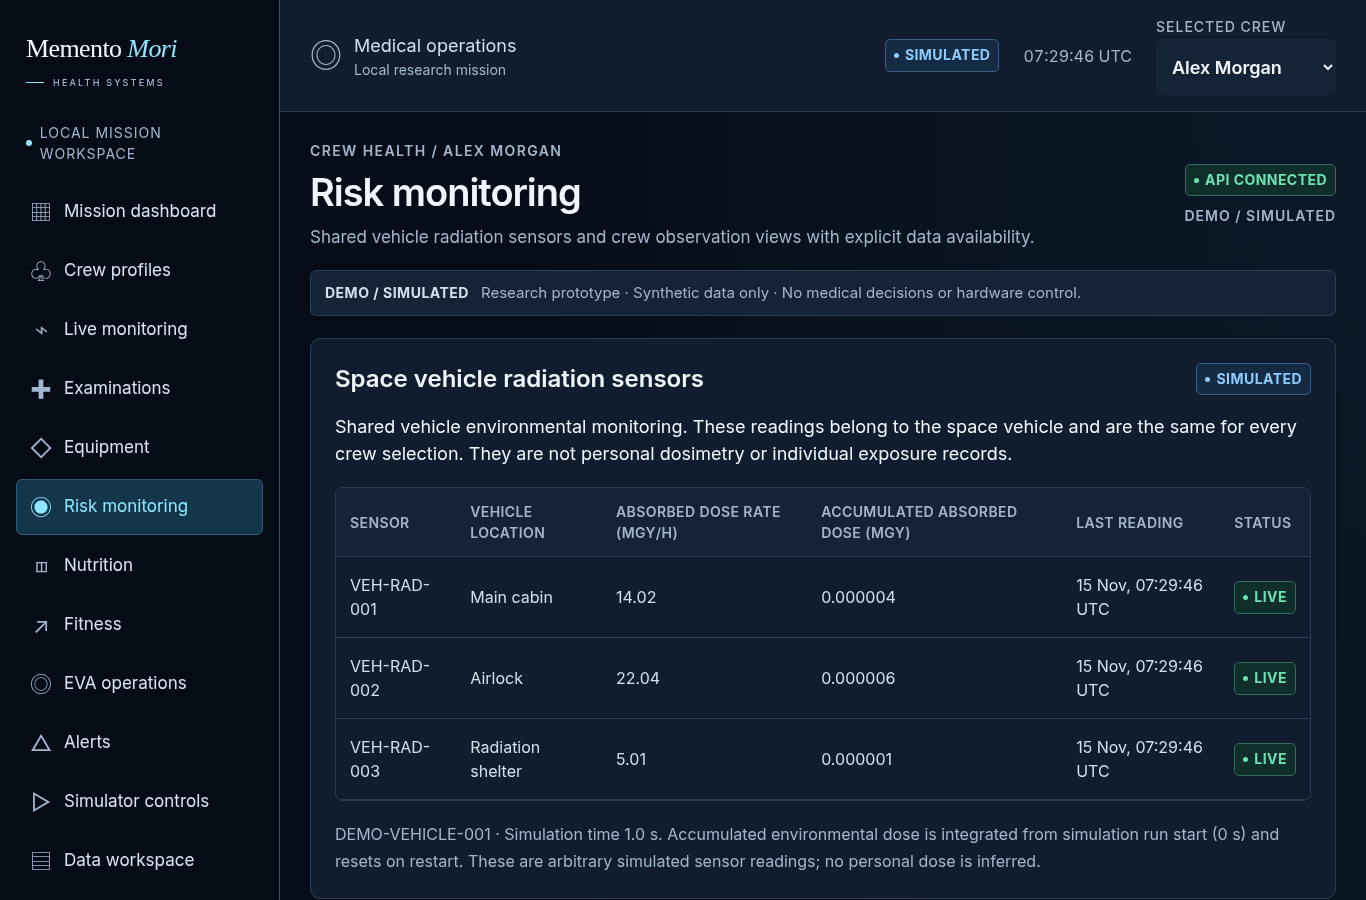 Memento Mori
HEALTH SYSTEMS
LOCAL MISSION
WORKSPACE
Mission dashboard
Crew profiles
Live monitoring
Examinations
Equipment
Risk monitoring
Nutrition
Fitness
EVA operations
Alerts
Simulator controls
Data workspace
Medical operations
Local research mission
SIMULATED
07:29:46 UTC
SELECTED CREW
Alex Morgan
CREW HEALTH / ALEX MORGAN
Risk monitoring
Shared vehicle radiation sensors and crew observation views with explicit data availability.
API CONNECTED
DEMO / SIMULATED
DEMO / SIMULATED Research prototype · Synthetic data only · No medical decisions or hardware control.
Space vehicle radiation sensors
SIMULATED
Shared vehicle environmental monitoring. These readings belong to the space vehicle and are the same for every
crew selection. They are not personal dosimetry or individual exposure records.
SENSOR VEHICLE LOCATION ABSORBED DOSE RATE (MGY/H) ACCUMULATED ABSORBED DOSE (MGY) LAST READING STATUS
VEH-RAD-001 Main cabin 14.02 0.000004 15 Nov, 07:29:46 UTC LIVE
VEH-RAD-002 Airlock 22.04 0.000006 15 Nov, 07:29:46 UTC LIVE
VEH-RAD-003 Radiation shelter 5.01 0.000001 15 Nov, 07:29:46 UTC LIVE
DEMO-VEHICLE-001 · Simulation time 1.0 s. Accumulated environmental dose is integrated from simulation run start (0 s) and
resets on restart. These are arbitrary simulated sensor readings; no personal dose is inferred.